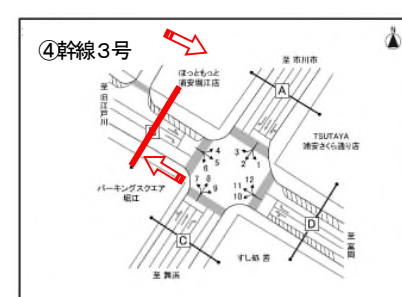 ④幹線3号
N
至 市川市
ほっともっと
浦安堀江店
A
至 旧江戸川
TSUTAYA
浦安さくら通り店
4
5
6
3
2
1
7
8
9
12
11
10
パーキングスクエア
堀江
D
至 富岡
C
すし処 善
至 舞浜